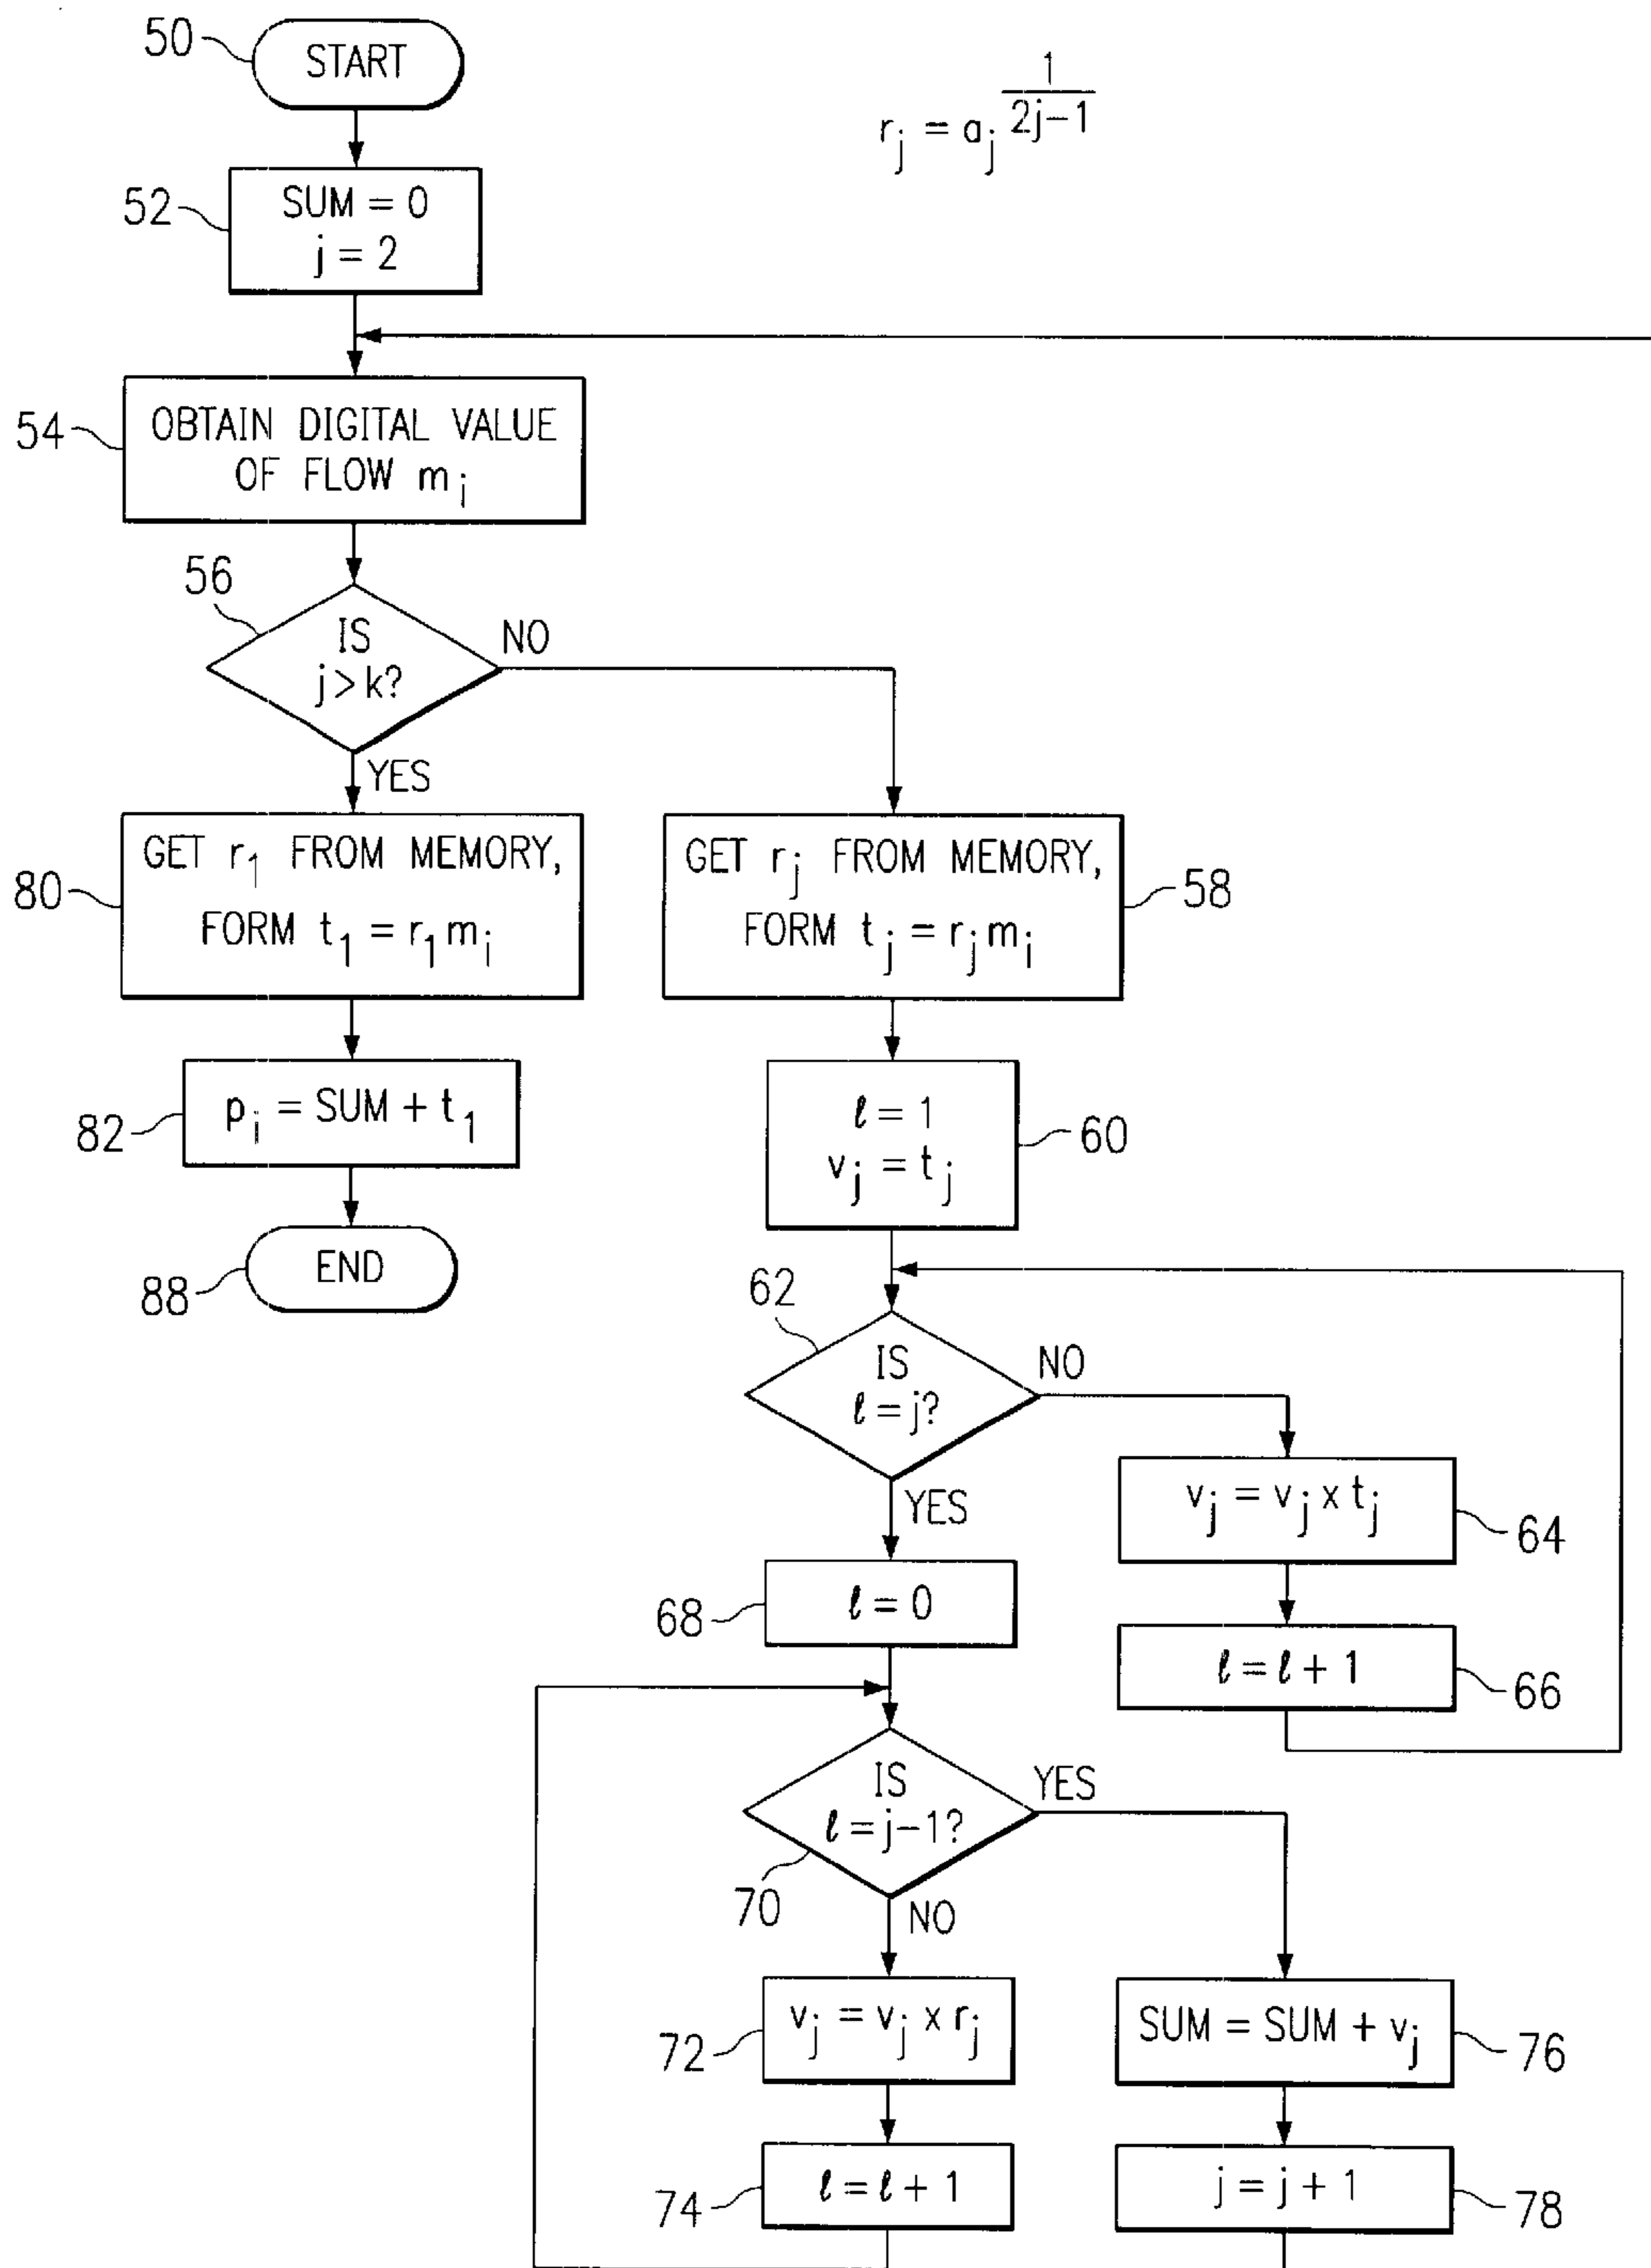 50
START
r_j = a_j^{\frac{1}{2j-1}}
52
SUM = 0
j = 2
54
OBTAIN DIGITAL VALUE
OF FLOW m_i
56
IS
j > k?
NO
YES
80
GET r_1 FROM MEMORY,
FORM t_1 = r_1 m_i
GET r_j FROM MEMORY,
FORM t_j = r_j m_i
58
82
p_i = SUM + t_1
ℓ = 1
v_j = t_j
60
88
END
62
IS
ℓ = j?
NO
YES
v_j = v_j x t_j
64
68
ℓ = 0
ℓ = ℓ + 1
66
IS
ℓ = j-1?
YES
70
NO
72
v_j = v_j x r_j
SUM = SUM + v_j
76
74
ℓ = ℓ + 1
j = j + 1
78